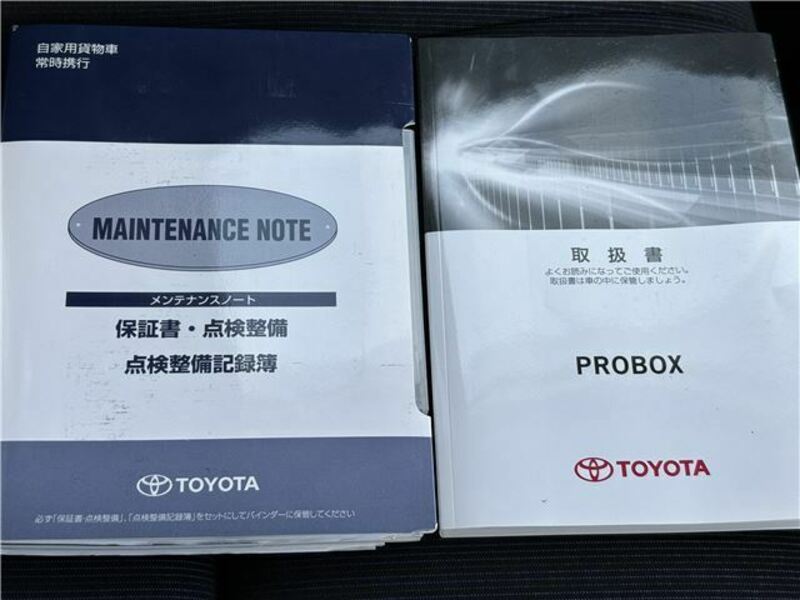 自家用貨物車
常時携行
MAINTENANCE NOTE
メンテナンスノート
保証書・点検整備
点検整備記録簿
TOYOTA
必ず「保証書・点検整備」、「点検整備記録簿」をセットにしてバインダーに保管してください
取扱書
よくお読みになってご使用ください。
取扱書は車の中に保管しましょう。
PROBOX
TOYOTA